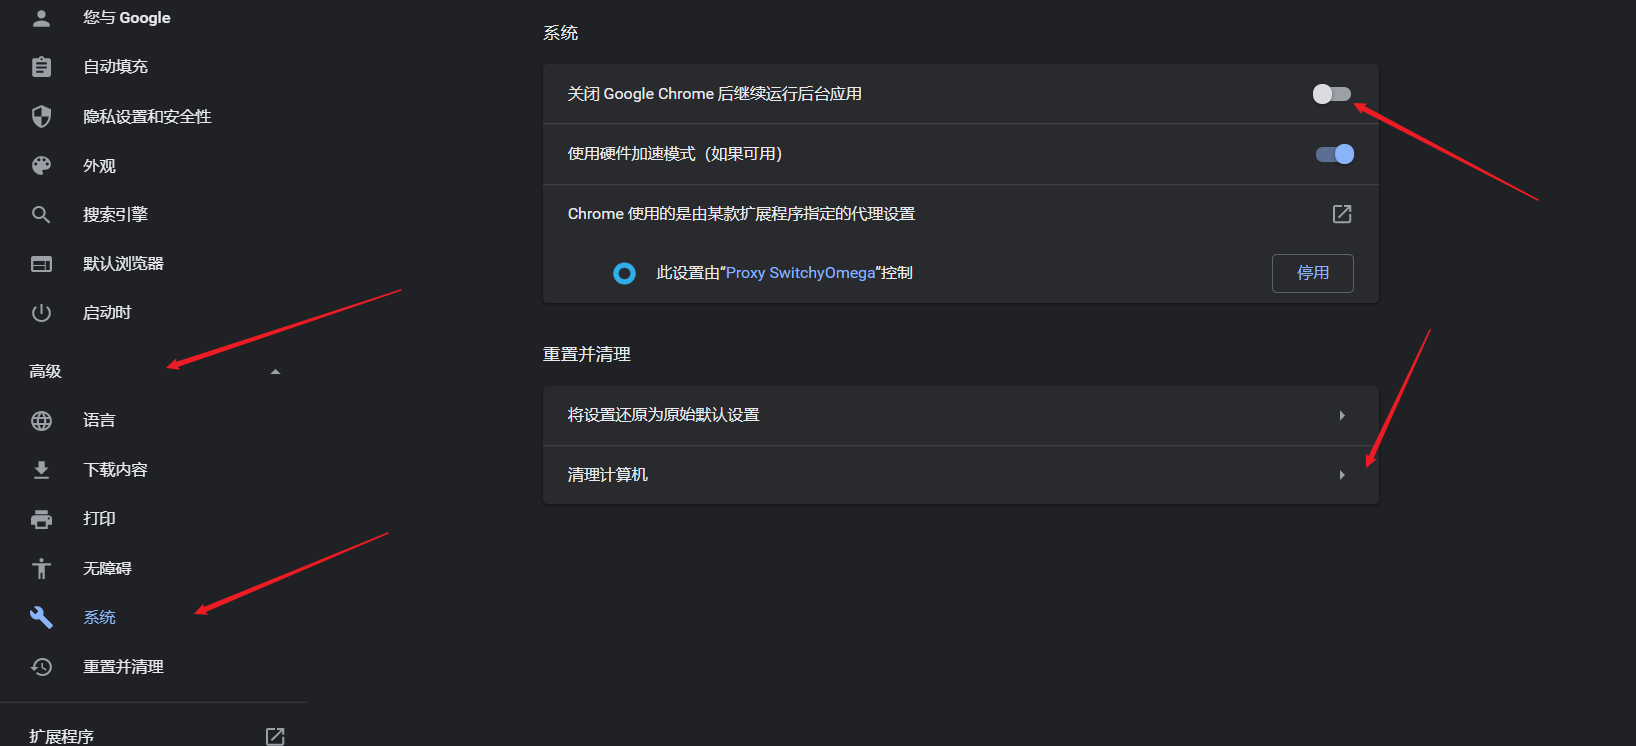 您与 Google
自动填充
隐私设置和安全性
外观
搜索引擎
默认浏览器
启动时
高级
语言
下载内容
打印
无障碍
系统
重置并清理
扩展程序
系统
关闭 Google Chrome 后继续运行后台应用
使用硬件加速模式（如果可用）
Chrome 使用的是由某款扩展程序指定的代理设置
此设置由“Proxy SwitchyOmega”控制
停用
重置并清理
将设置还原为原始默认设置
清理计算机